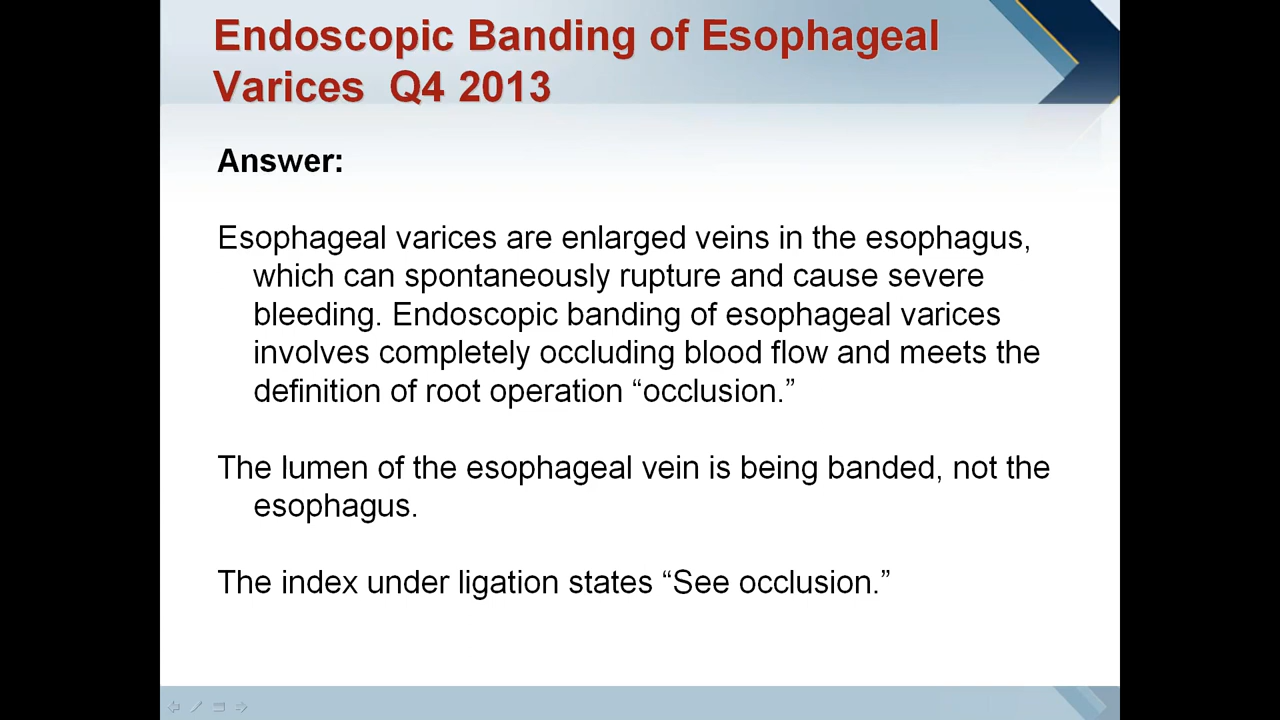 Endoscopic Banding of Esophageal
Varices Q4 2013
Answer:
Esophageal varices are enlarged veins in the esophagus,
which can spontaneously rupture and cause severe
bleeding. Endoscopic banding of esophageal varices
involves completely occluding blood flow and meets the
definition of root operation “occlusion.”
The lumen of the esophageal vein is being banded, not the
esophagus.
The index under ligation states “See occlusion.”